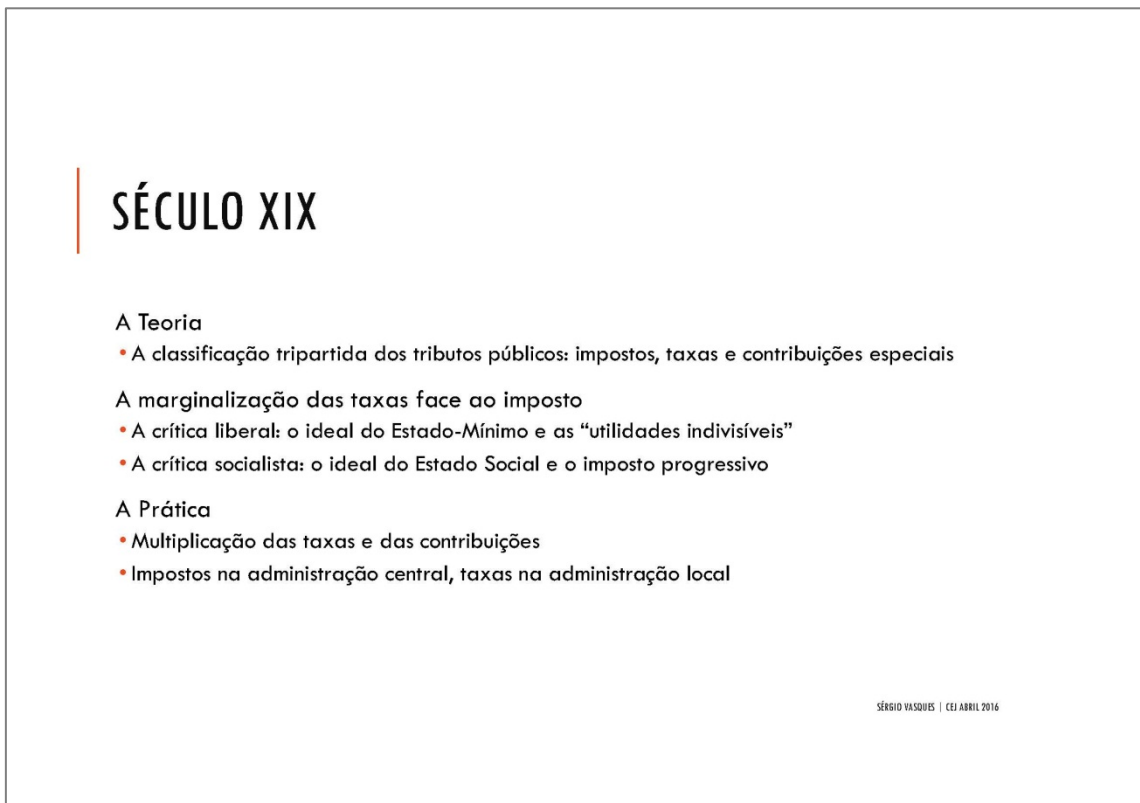 SÉCULO XIX
A Teoria
• A classificação tripartida dos tributos públicos: impostos, taxas e contribuições especiais
A marginalização das taxas face ao imposto
• A crítica liberal: o ideal do Estado-Mínimo e as “utilidades indivisíveis”
• A crítica socialista: o ideal do Estado Social e o imposto progressivo
A Prática
• Multiplicação das taxas e das contribuições
• Impostos na administração central, taxas na administração local
SÉRGIO VASQUES | CEJ ABRIL 2016